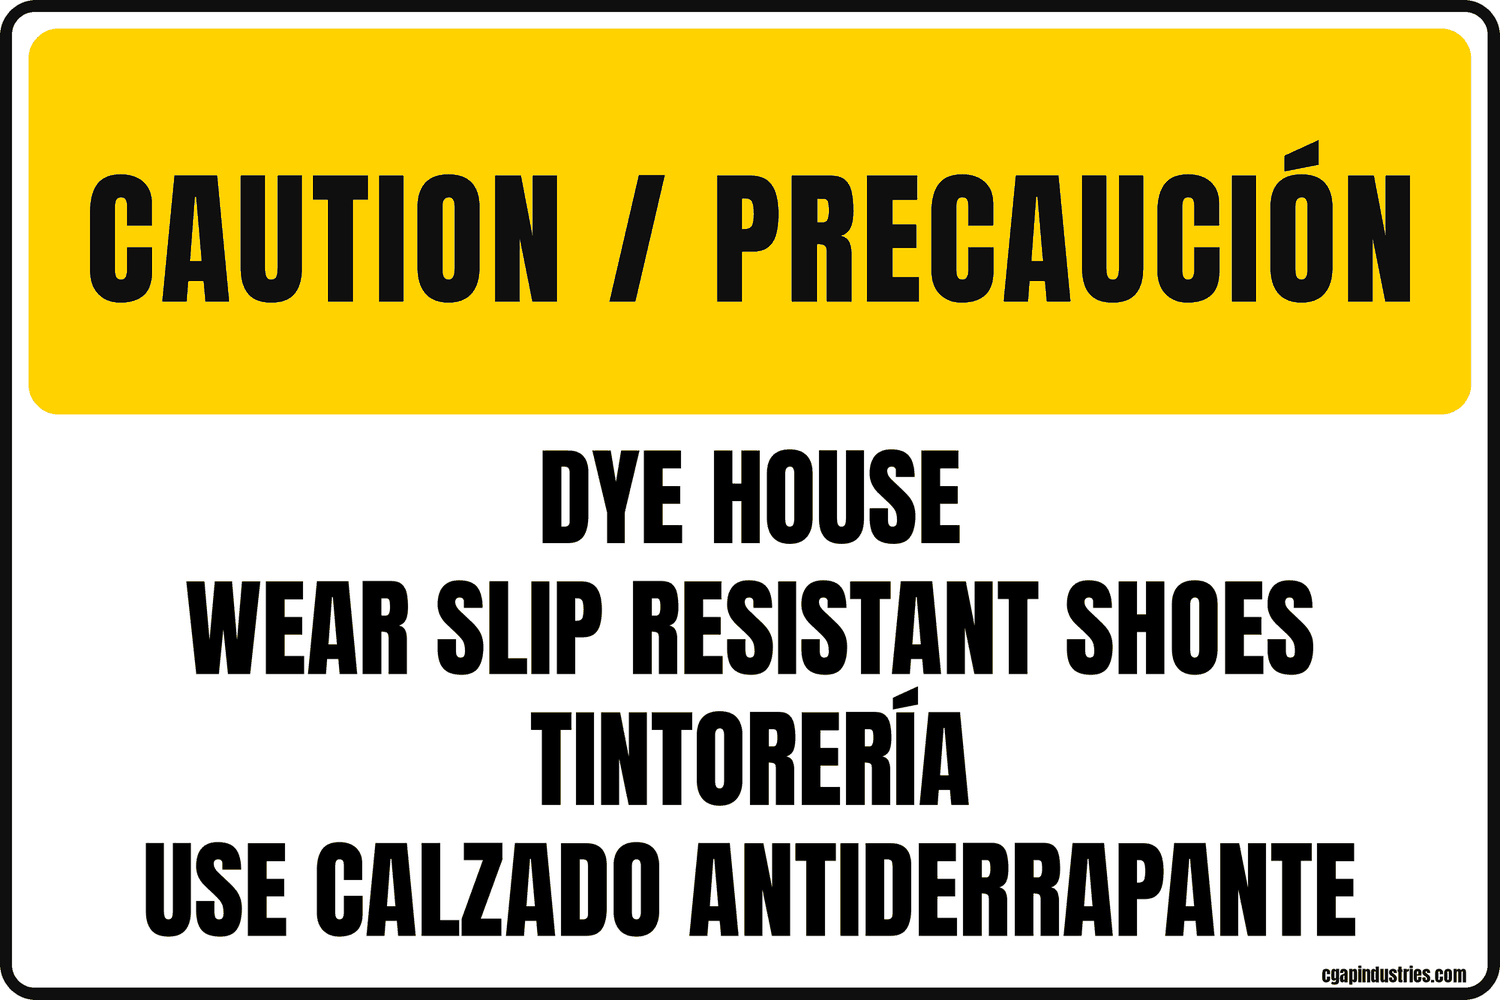 CAUTION / PRECAUCIÓN
DYE HOUSE
WEAR SLIP RESISTANT SHOES
TINTORERÍA
USE CALZADO ANTIDERRAPANTE
cgapindustries.com